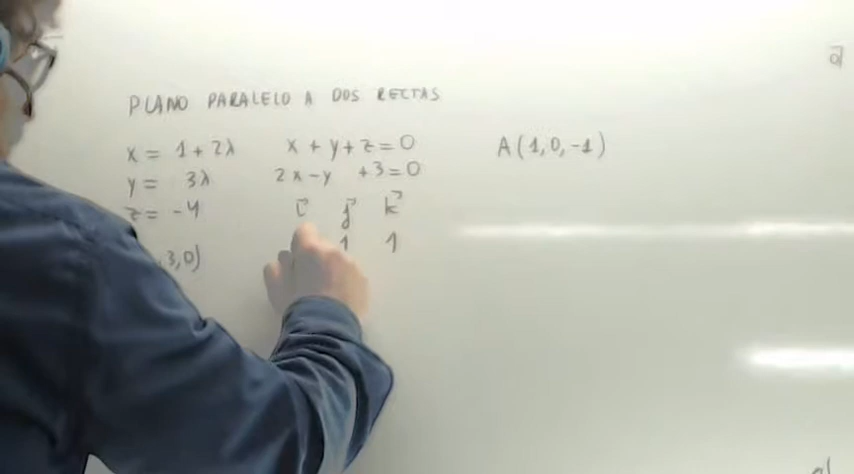 PLANO PARALELO A DOS RECTAS
x = 1 + 2λ
y = 3λ
z = -4
, 3, 0)
x + y + z = 0
2x - y + 3 = 0
i⃗ j⃗ k⃗
1 1
A (1, 0, -1)